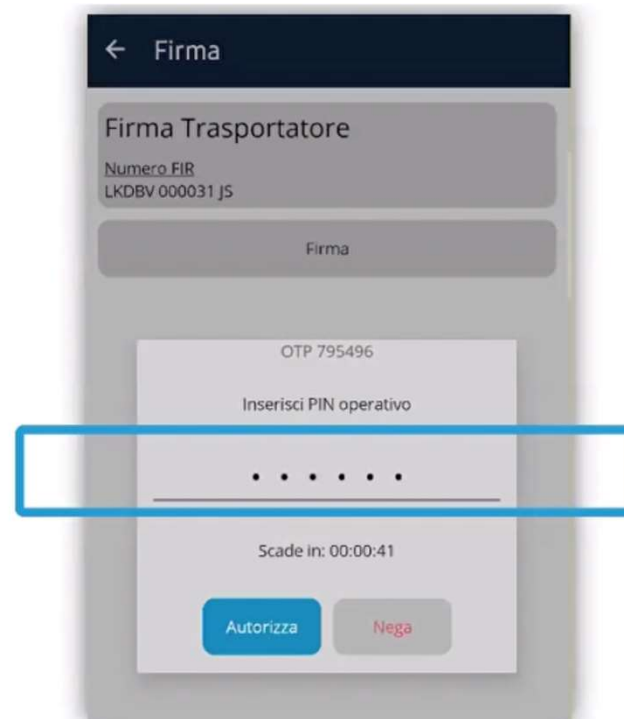 Firma
Firma Trasportatore
Numero FIR
LKDBV 000031 JS
Firma
OTP 795496
Inserisci PIN operativo
Scade in: 00:00:41
Autorizza
Nega